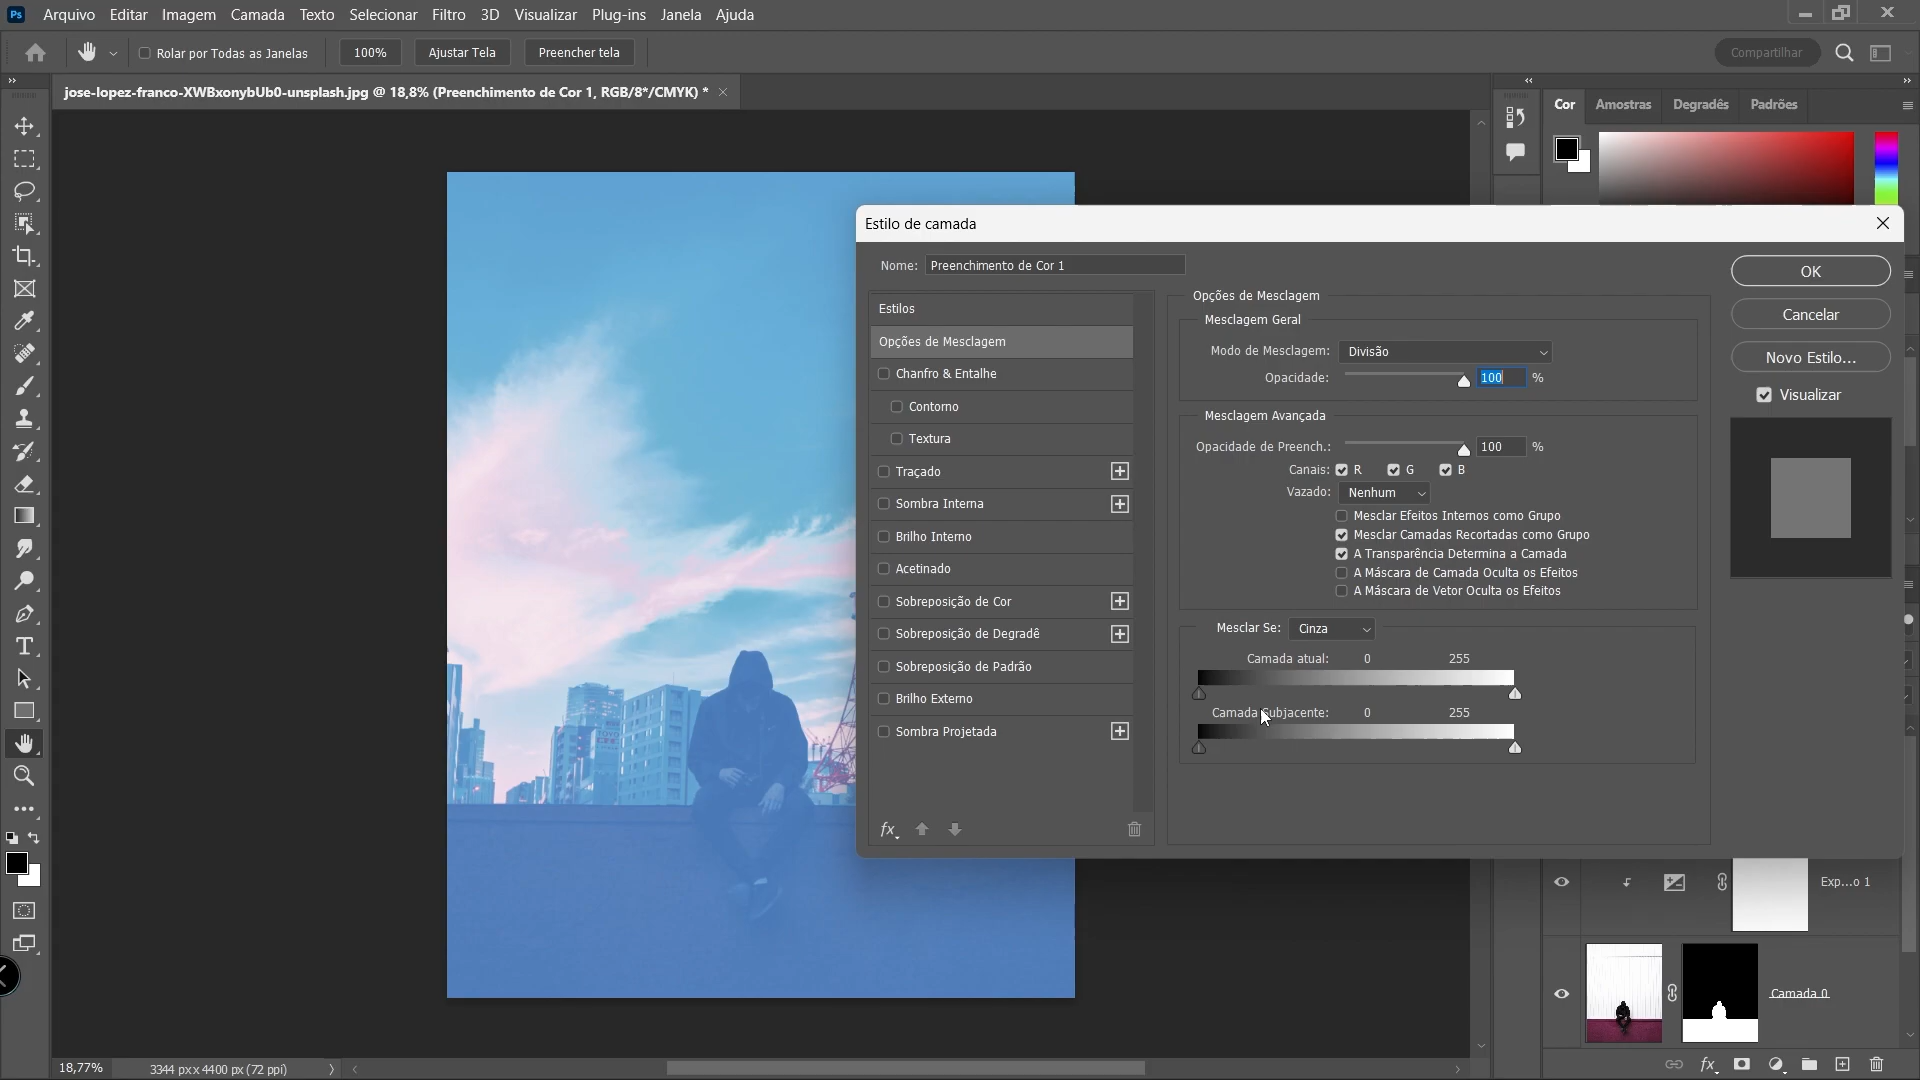 Ps Arquivo Editar Imagem Camada Texto Selecionar Filtro 3D Visualizar Plug-ins Janela Ajuda
Rolar por Todas as Janelas 100% Ajustar Tela Preencher tela Compartilhar
jose-lopez-franco-XWBxonybUb0-unsplash.jpg @ 18,8% (Preenchimento de Cor 1, RGB/8*/CMYK) *
Cor Amostras Degradês Padrões
Estilo de camada
Nome: Preenchimento de Cor 1
OK
Cancelar
Novo Estilo...
Visualizar
Estilos
Opções de Mesclagem
Chanfro & Entalhe
Contorno
Textura
Traçado
Sombra Interna
Brilho Interno
Acetinado
Sobreposição de Cor
Sobreposição de Degradê
Sobreposição de Padrão
Brilho Externo
Sombra Projetada
fx
Opções de Mesclagem
Mesclagem Geral
Modo de Mesclagem: Divisão
Opacidade: 100 %
Mesclagem Avançada
Opacidade de Preench.: 100 %
Canais: R G B
Vazado: Nenhum
Mesclar Efeitos Internos como Grupo
Mesclar Camadas Recortadas como Grupo
A Transparência Determina a Camada
A Máscara de Camada Oculta os Efeitos
A Máscara de Vetor Oculta os Efeitos
Mesclar Se: Cinza
Camada atual: 0 255
Camada Subjacente: 0 255
Exp...o 1
Camada 0
fx
18,77% 3344 px x 4400 px (72 ppi)